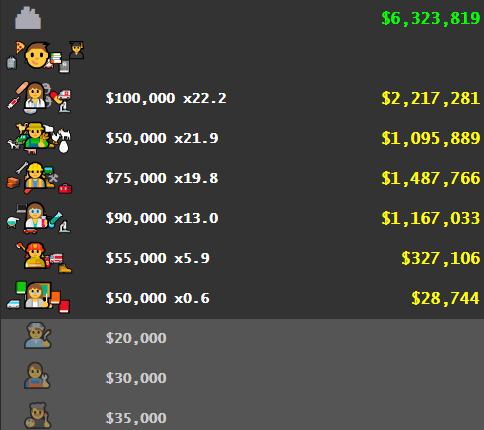 $6,323,819
$100,000 x22.2 $2,217,281
$50,000 x21.9 $1,095,889
$75,000 x19.8 $1,487,766
$90,000 x13.0 $1,167,033
$55,000 x5.9 $327,106
$50,000 x0.6 $28,744
$20,000
$30,000
$35,000